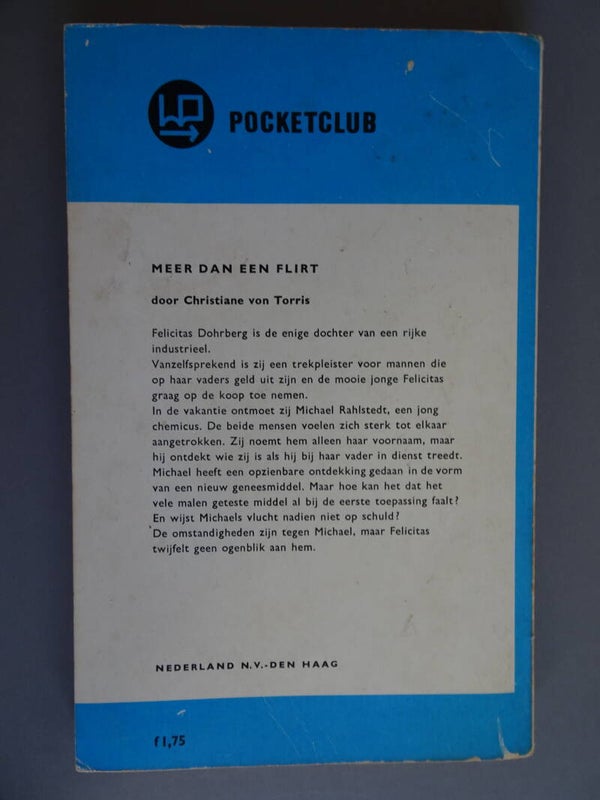 POCKETCLUB
MEER DAN EEN FLIRT
door Christiane von Torris
Felicitas Dohrberg is de enige dochter van een rijke
industrieel.
Vanzelfsprekend is zij een trekpleister voor mannen die
op haar vaders geld uit zijn en de mooie jonge Felicitas
graag op de koop toe nemen.
In de vakantie ontmoet zij Michael Rahlstedt, een jong
chemicus. De beide mensen voelen zich sterk tot elkaar
aangetrokken. Zij noemt hem alleen haar voornaam, maar
hij ontdekt wie zij is als hij bij haar vader in dienst treedt.
Michael heeft een opzienbare ontdekking gedaan in de vorm
van een nieuw geneesmiddel. Maar hoe kan het dat het
vele malen geteste middel al bij de eerste toepassing faalt?
En wijst Michaels vlucht nadien niet op schuld?
De omstandigheden zijn tegen Michael, maar Felicitas
twijfelt geen ogenblik aan hem.
NEDERLAND N.V.-DEN HAAG
f 1,75